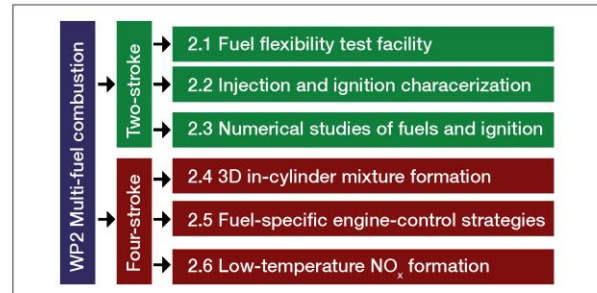 WP2 Multi-fuel combustion
Two-stroke
2.1 Fuel flexibility test facility
2.2 Injection and ignition characerization
2.3 Numerical studies of fuels and ignition
Four-stroke
2.4 3D in-cylinder mixture formation
2.5 Fuel-specific engine-control strategies
2.6 Low-temperature NOₓ formation